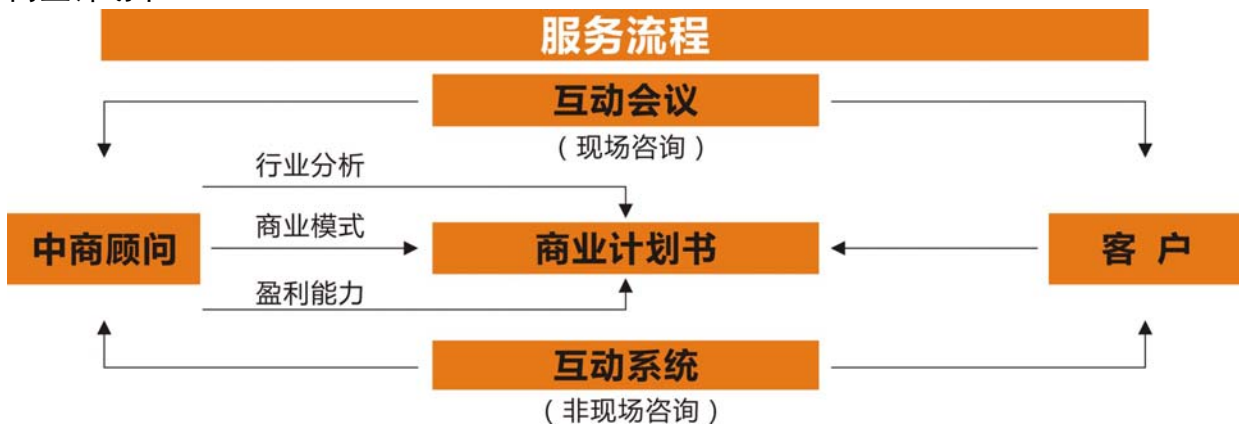 服务流程
互动会议
（现场咨询）
行业分析
商业模式
中商顾问
商业计划书
客 户
盈利能力
互动系统
（非现场咨询）